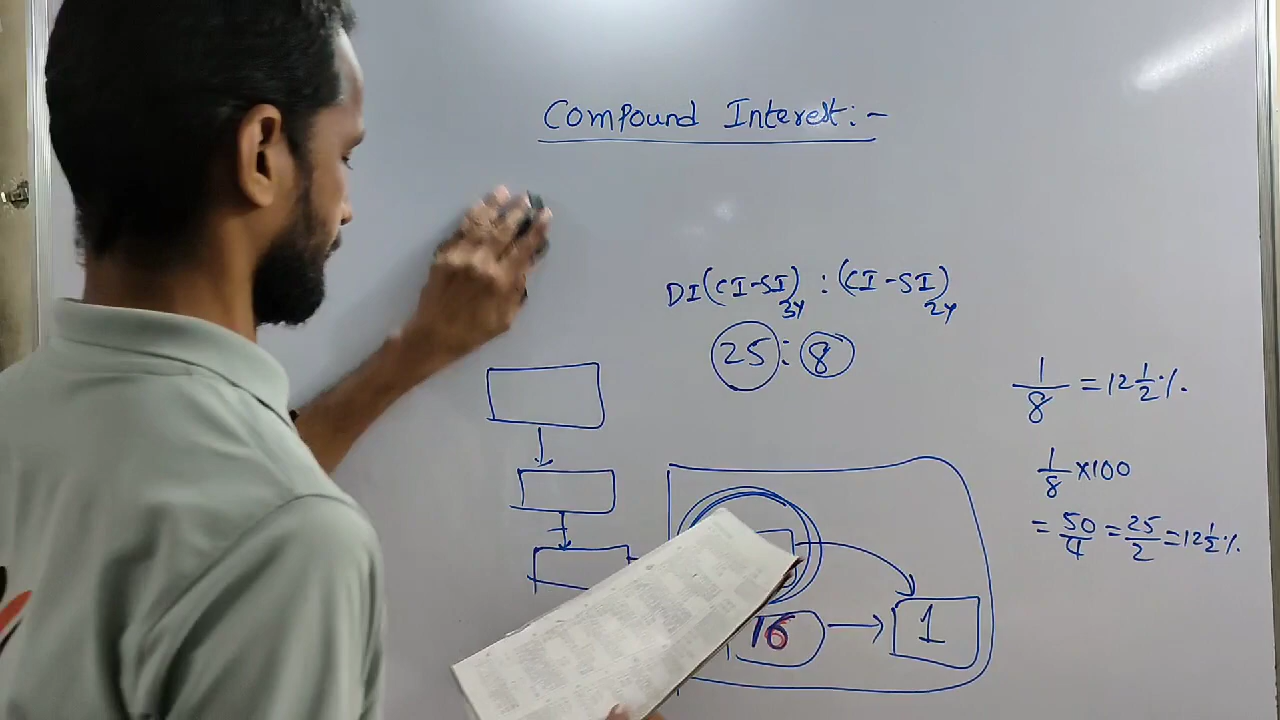 Compound Interest:-
DI(CI-SI)3Y : (CI-SI)2Y
25 : 8
1/8 = 12 1/2 %.
1/8 ×100
= 50/4 = 25/2 = 12 1/2 %.
16
1